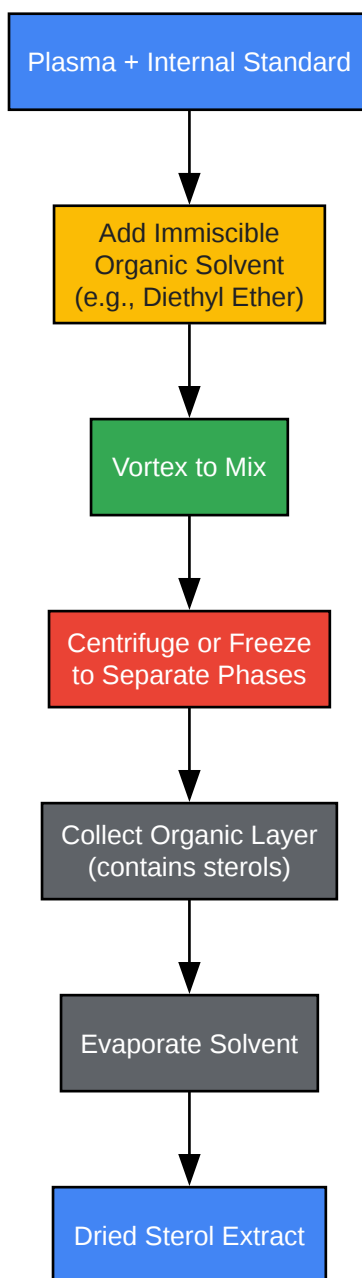 Plasma + Internal Standard
Add Immiscible
Organic Solvent
(e.g., Diethyl Ether)
Vortex to Mix
Centrifuge or Freeze
to Separate Phases
Collect Organic Layer
(contains sterols)
Evaporate Solvent
Dried Sterol Extract